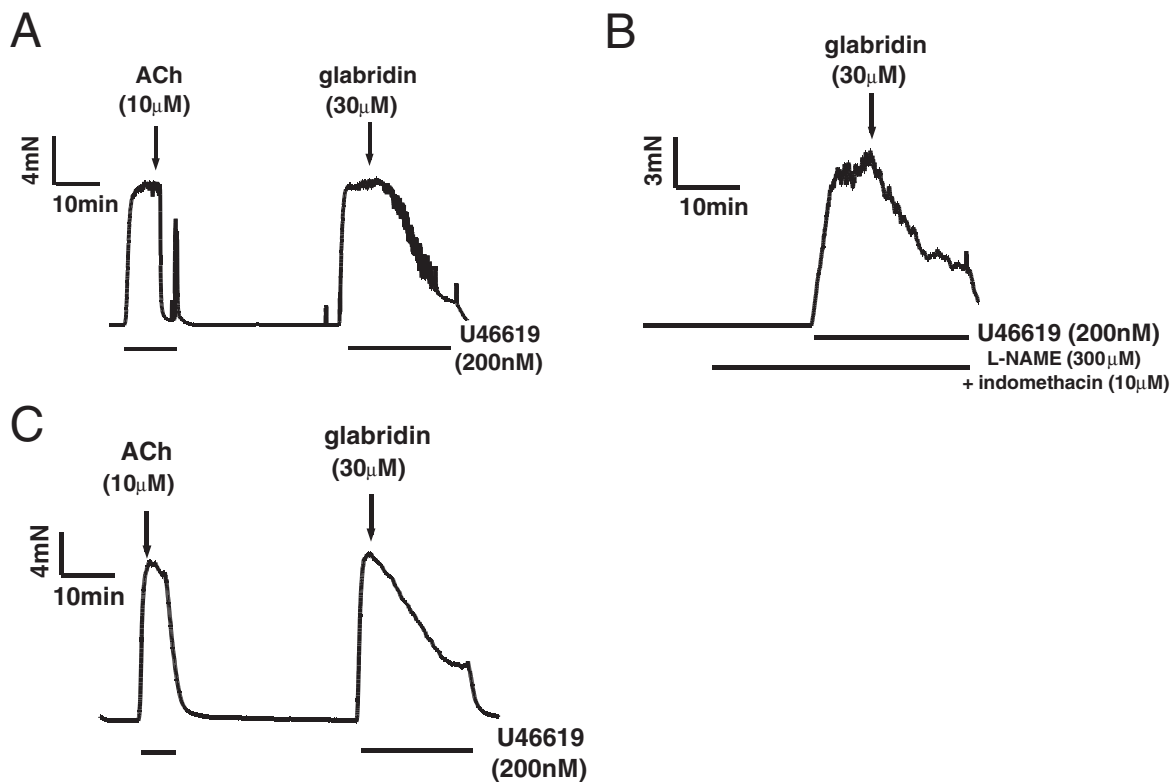 A
ACh
(10μM)
glabridin
(30μM)
4mN
10min
U46619
(200nM)
B
glabridin
(30μM)
3mN
10min
U46619 (200nM)
L-NAME (300μM)
+ indomethacin (10μM)
C
ACh
(10μM)
glabridin
(30μM)
4mN
10min
U46619
(200nM)